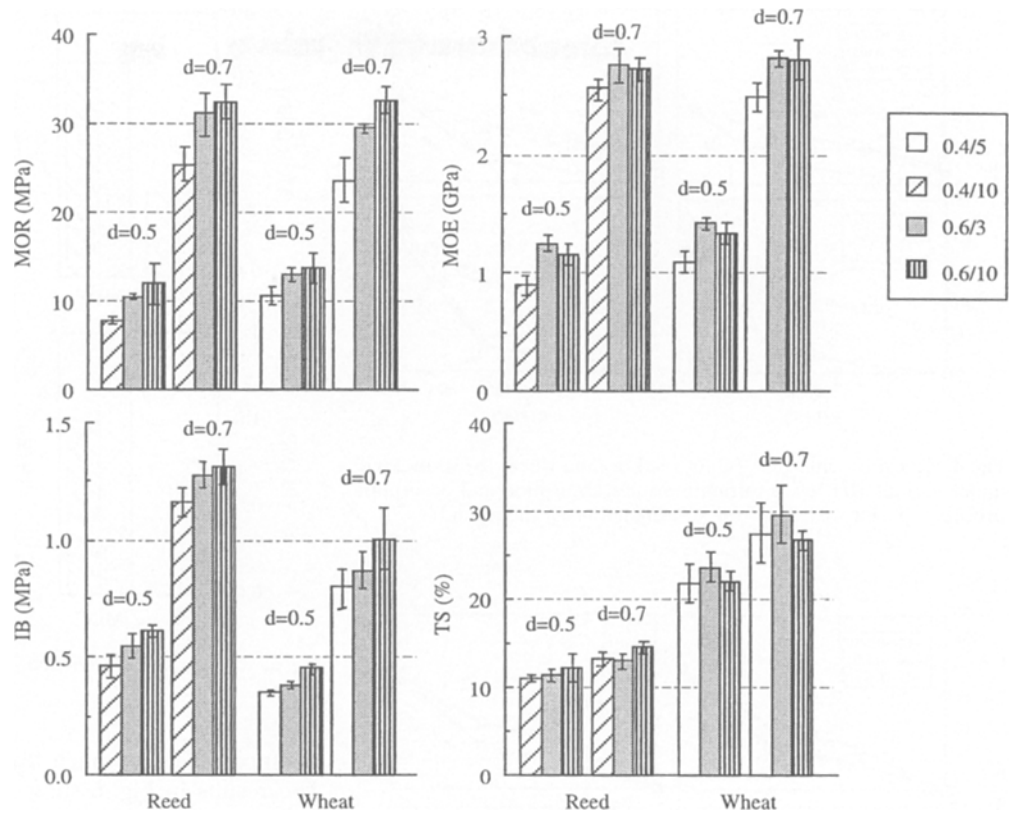 40
30
20
10
0
MOR (MPa)
d=0.5
d=0.7
d=0.5
d=0.7
3
2
1
0
MOE (GPa)
d=0.5
d=0.7
d=0.5
d=0.7
0.4/5
0.4/10
0.6/3
0.6/10
1.5
1.0
0.5
0.0
IB (MPa)
d=0.5
d=0.7
d=0.5
d=0.7
Reed
Wheat
40
30
20
10
0
TS (%)
d=0.5
d=0.7
d=0.5
d=0.7
Reed
Wheat